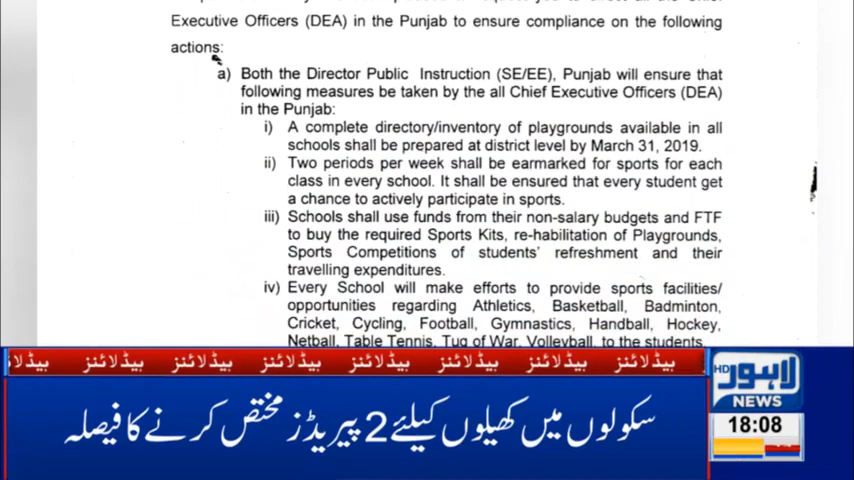 Executive Officers (DEA) in the Punjab to ensure compliance on the following
actions:
a) Both the Director Public Instruction (SE/EE), Punjab will ensure that
following measures be taken by the all Chief Executive Officers (DEA)
in the Punjab:
i) A complete directory/inventory of playgrounds available in all
schools shall be prepared at district level by March 31, 2019.
ii) Two periods per week shall be earmarked for sports for each
class in every school. It shall be ensured that every student get
a chance to actively participate in sports.
iii) Schools shall use funds from their non-salary budgets and FTF
to buy the required Sports Kits, re-habilitation of Playgrounds,
Sports Competitions of students' refreshment and their
travelling expenditures.
iv) Every School will make efforts to provide sports facilities/
opportunities regarding Athletics, Basketball, Badminton,
Cricket, Cycling, Football, Gymnastics, Handball, Hockey,
Netball, Table Tennis, Tug of War, Volleyball, to the students.
ہیڈلائنز ہیڈلائنز ہیڈلائنز ہیڈلائنز ہیڈلائنز ہیڈلائنز ہیڈلائنز
سکولوں میں کھیلوں کیلئے 2 پیریڈز مختص کرنے کا فیصلہ
لاہور HD
NEWS
18:08